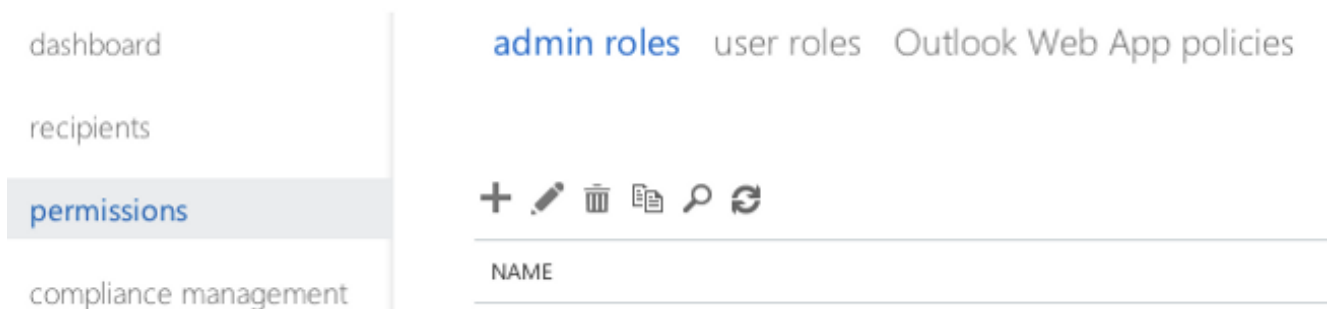 dashboard
recipients
permissions
compliance management
admin roles user roles Outlook Web App policies
NAME